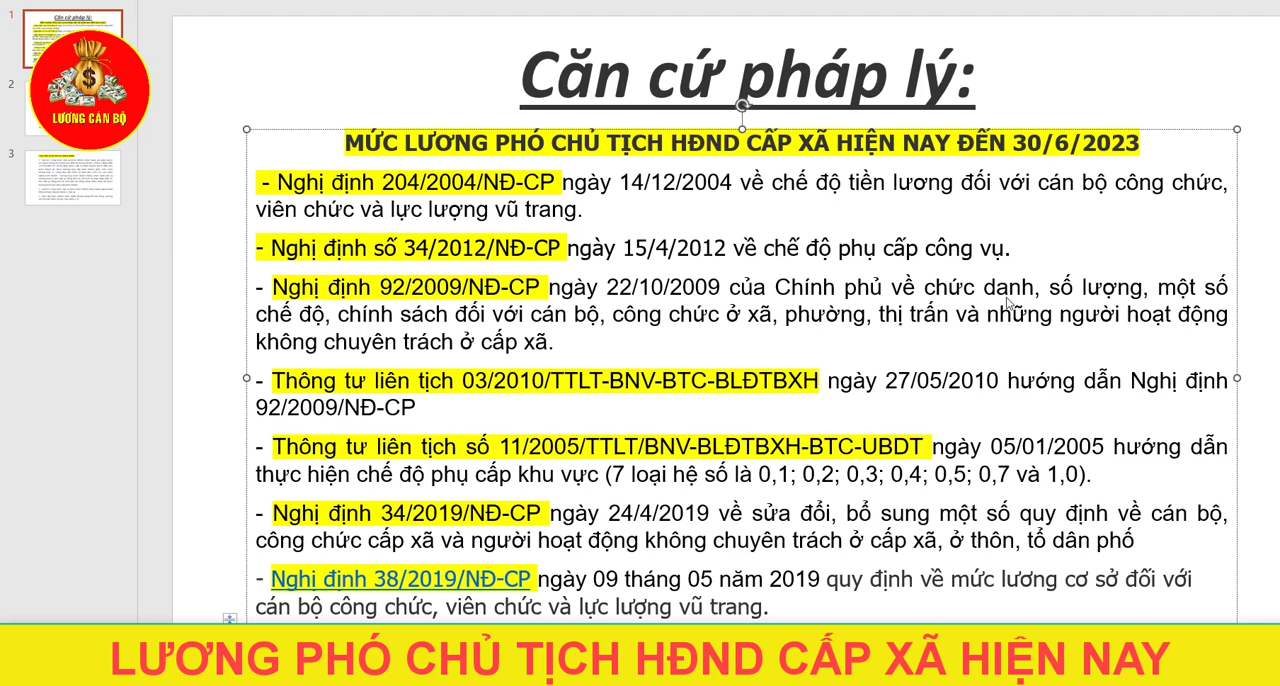 1
2
3
LƯƠNG CÁN BỘ
Căn cứ pháp lý:
MỨC LƯƠNG PHÓ CHỦ TỊCH HĐND CẤP XÃ HIỆN NAY ĐẾN 30/6/2023
- Nghị định 204/2004/NĐ-CP ngày 14/12/2004 về chế độ tiền lương đối với cán bộ công chức,
viên chức và lực lượng vũ trang.
- Nghị định số 34/2012/NĐ-CP ngày 15/4/2012 về chế độ phụ cấp công vụ.
- Nghị định 92/2009/NĐ-CP ngày 22/10/2009 của Chính phủ về chức danh, số lượng, một số
chế độ, chính sách đối với cán bộ, công chức ở xã, phường, thị trấn và những người hoạt động
không chuyên trách ở cấp xã.
- Thông tư liên tịch 03/2010/TTLT-BNV-BTC-BLĐTBXH ngày 27/05/2010 hướng dẫn Nghị định
92/2009/NĐ-CP
- Thông tư liên tịch số 11/2005/TTLT/BNV-BLĐTBXH-BTC-UBDT ngày 05/01/2005 hướng dẫn
thực hiện chế độ phụ cấp khu vực (7 loại hệ số là 0,1; 0,2; 0,3; 0,4; 0,5; 0,7 và 1,0).
- Nghị định 34/2019/NĐ-CP ngày 24/4/2019 về sửa đổi, bổ sung một số quy định về cán bộ,
công chức cấp xã và người hoạt động không chuyên trách ở cấp xã, ở thôn, tổ dân phố
- Nghị định 38/2019/NĐ-CP ngày 09 tháng 05 năm 2019 quy định về mức lương cơ sở đối với
cán bộ công chức, viên chức và lực lượng vũ trang.
LƯƠNG PHÓ CHỦ TỊCH HĐND CẤP XÃ HIỆN NAY